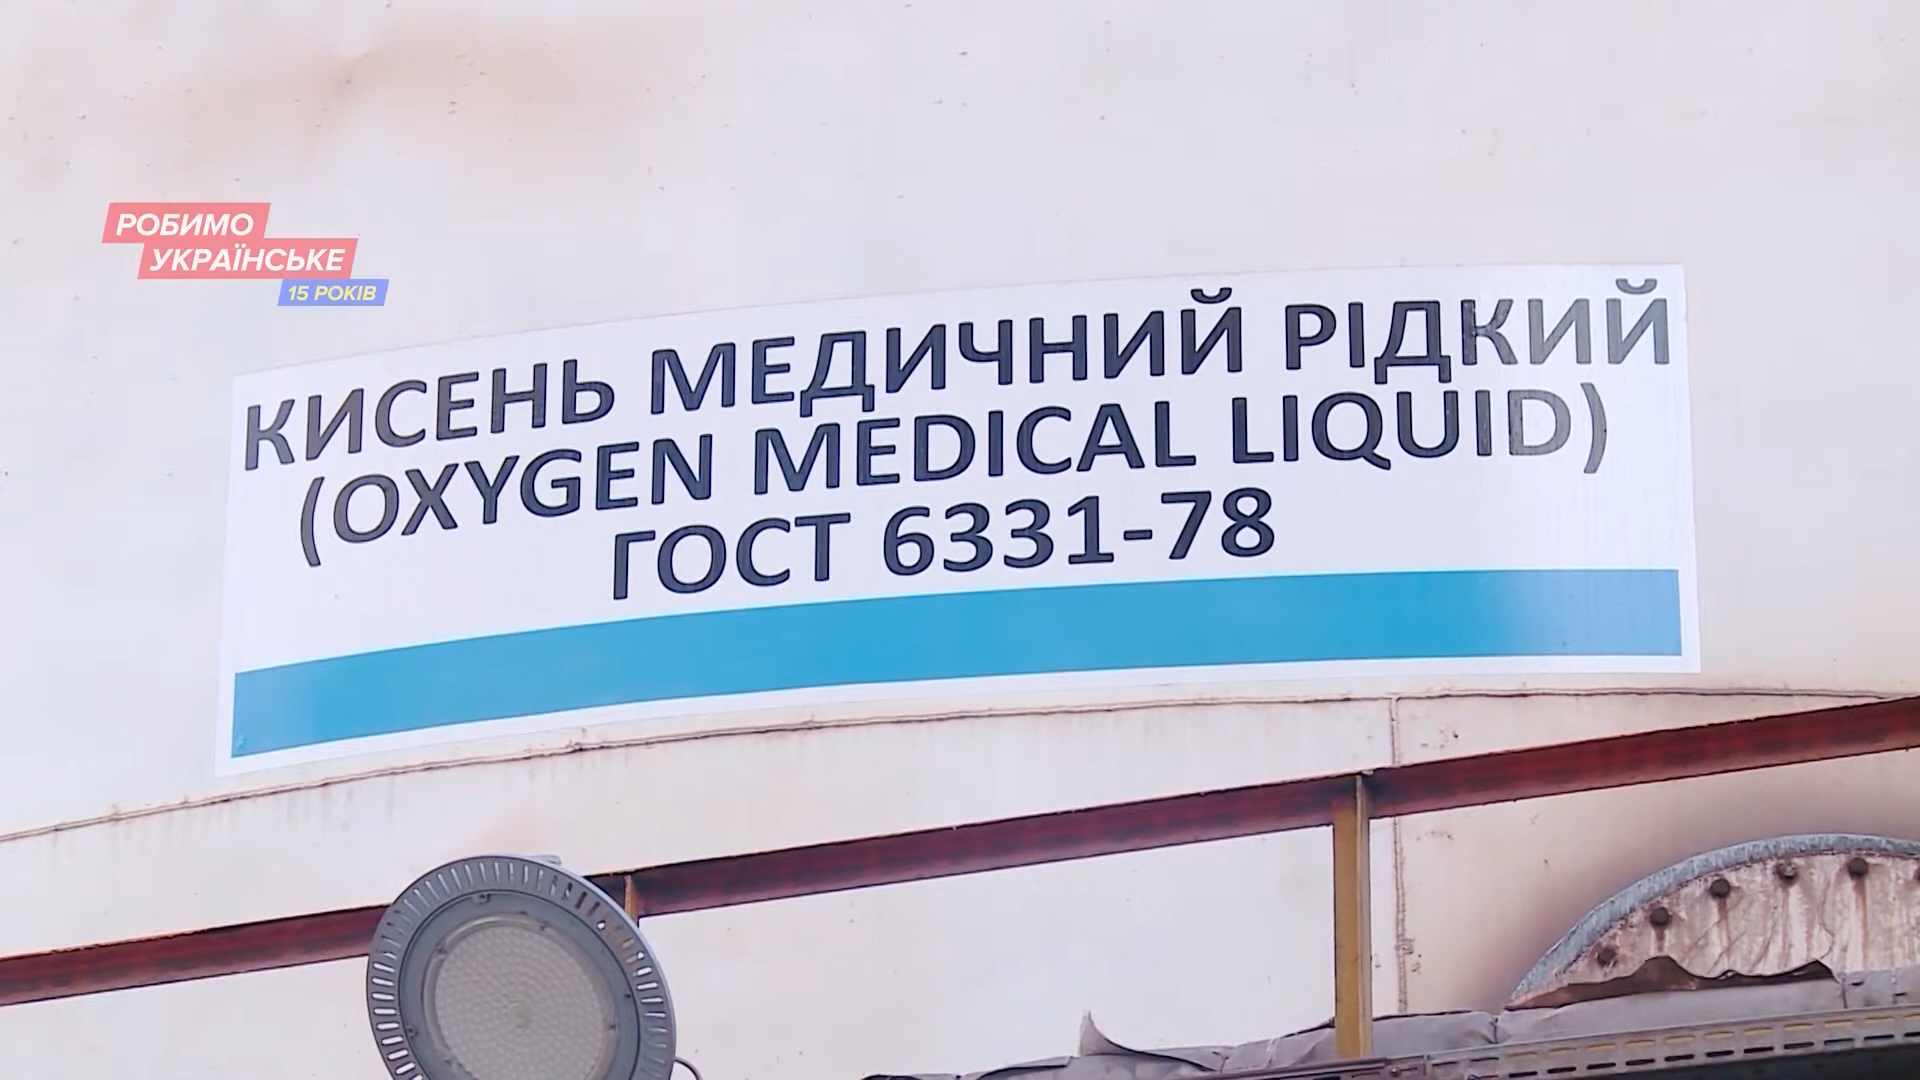 РОБИМО
УКРАЇНСЬКЕ
15 РОКІВ
КИСЕНЬ МЕДИЧНИЙ РІДКИЙ
(OXYGEN MEDICAL LIQUID)
ГОСТ 6331-78